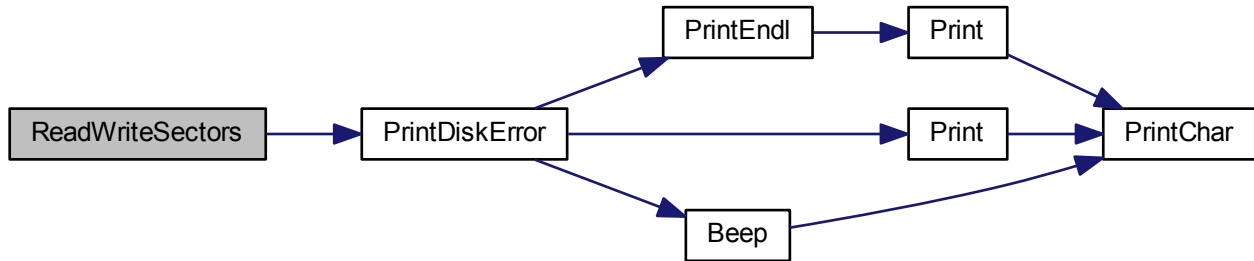 PrintEndl
Print
ReadWriteSectors
PrintDiskError
Print
PrintChar
Beep